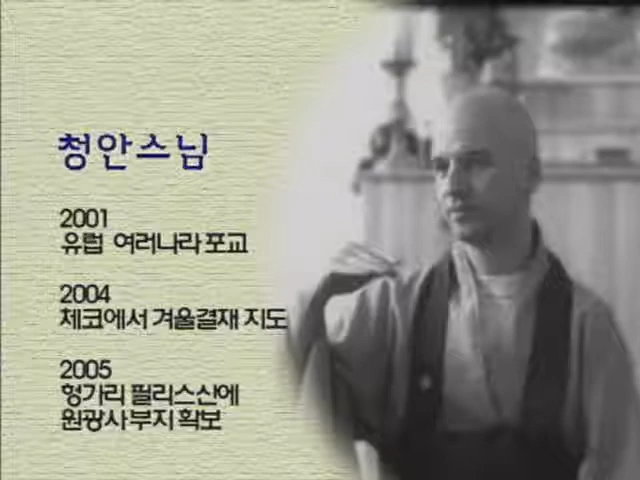 청안스님
2001
유럽 여러나라 포교
2004
체코에서 겨울결재 지도
2005
헝가리 필리스산에
원광사 부지 확보